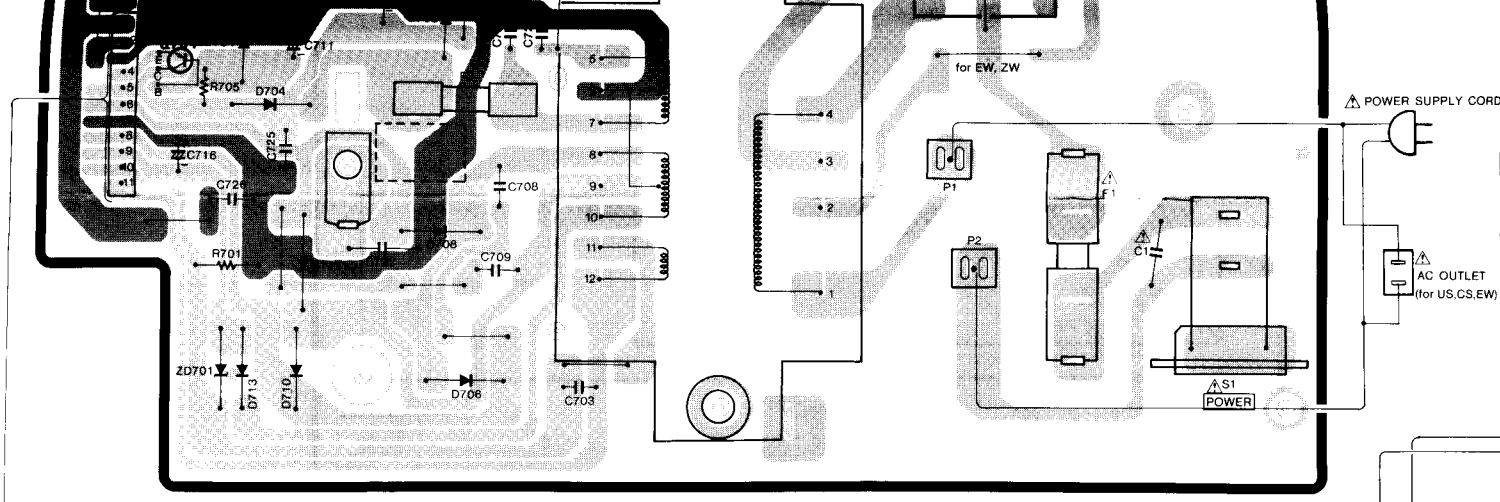 C711
5
for EW, ZW
4
5
6
R705
D704
7
4
⚠ POWER SUPPLY CORD
8
9
10
11
C716
C725
8
3
P1
⚠
F1
C726
C708
9
10
2
R701
C709
11
12
P2
⚠
C1
1
⚠
AC OUTLET
(for US,CS,EW)
ZD701
D713
D710
D706
C703
⚠ S1
POWER